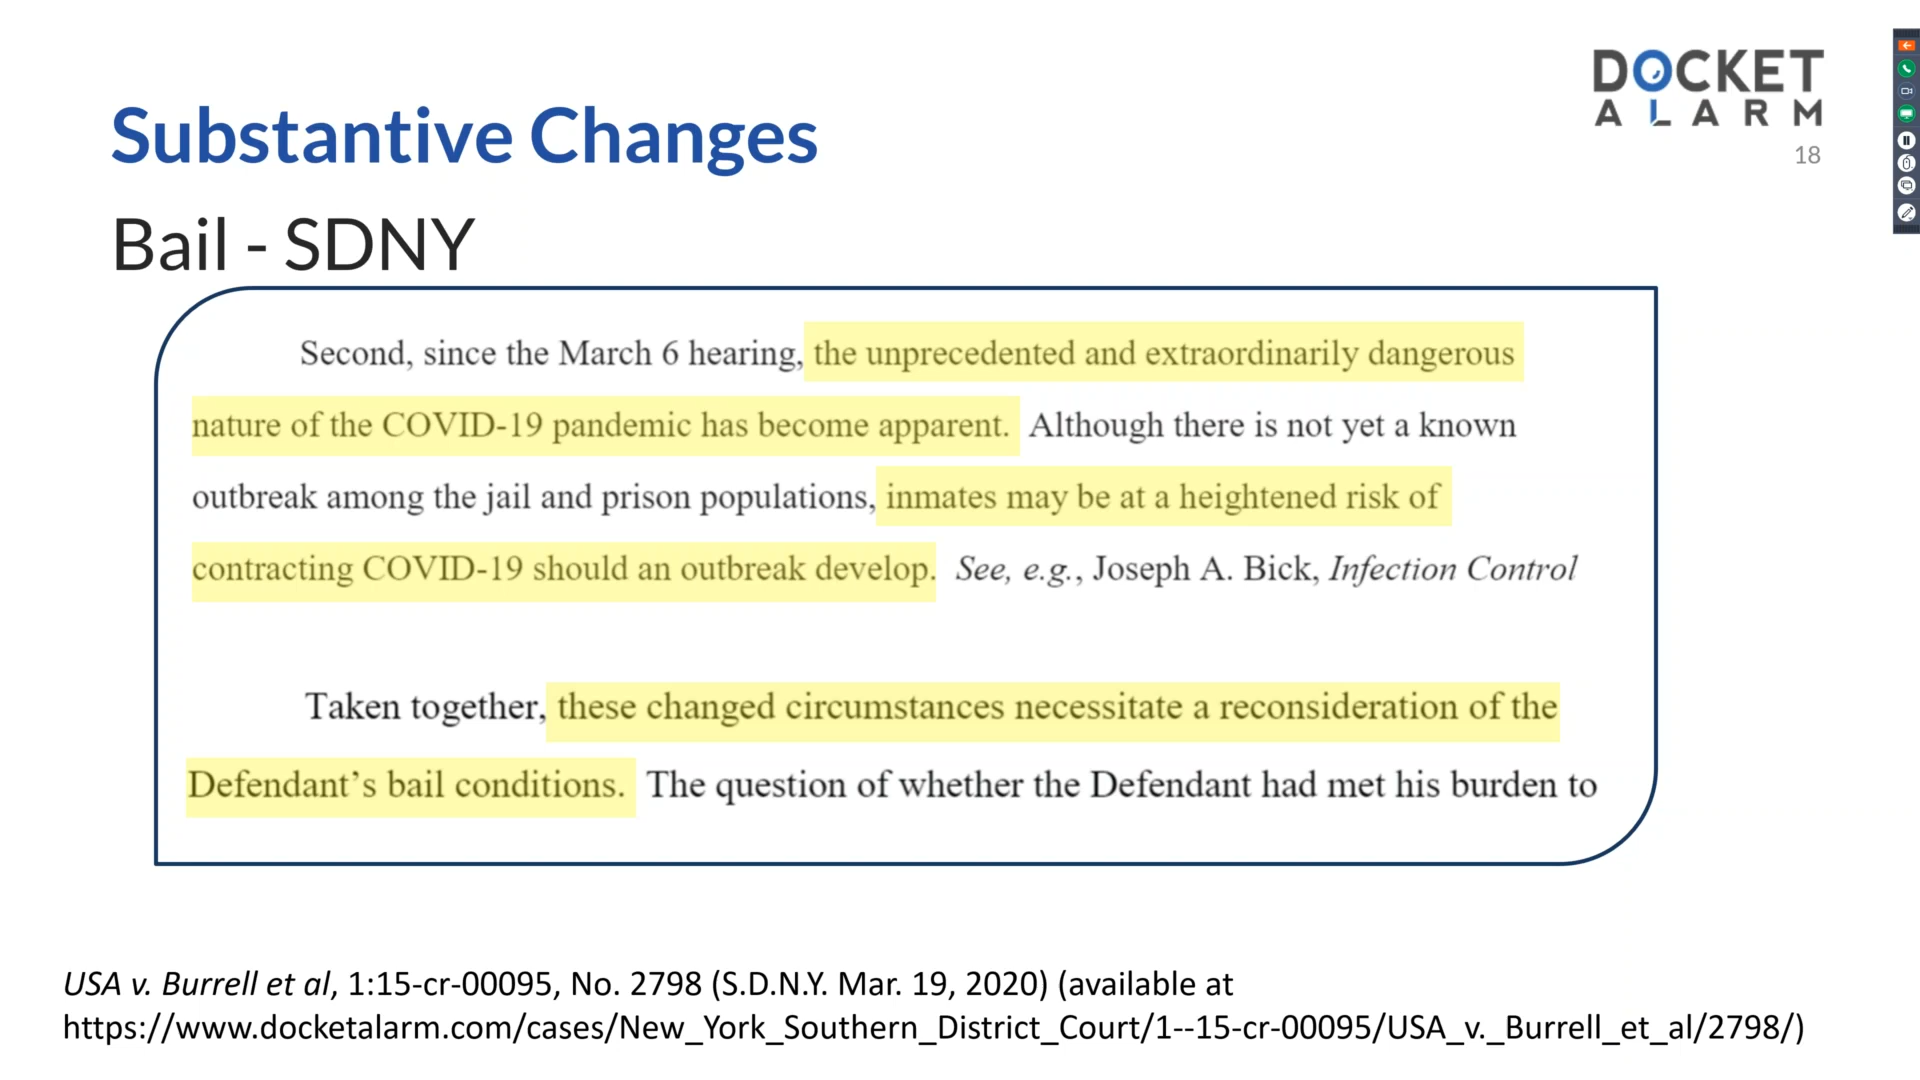 DOCKET
ALARM
18
Substantive Changes
Bail - SDNY
Second, since the March 6 hearing, the unprecedented and extraordinarily dangerous
nature of the COVID-19 pandemic has become apparent. Although there is not yet a known
outbreak among the jail and prison populations, inmates may be at a heightened risk of
contracting COVID-19 should an outbreak develop. See, e.g., Joseph A. Bick, Infection Control
Taken together, these changed circumstances necessitate a reconsideration of the
Defendant’s bail conditions. The question of whether the Defendant had met his burden to
USA v. Burrell et al, 1:15-cr-00095, No. 2798 (S.D.N.Y. Mar. 19, 2020) (available at
https://www.docketalarm.com/cases/New_York_Southern_District_Court/1--15-cr-00095/USA_v._Burrell_et_al/2798/)